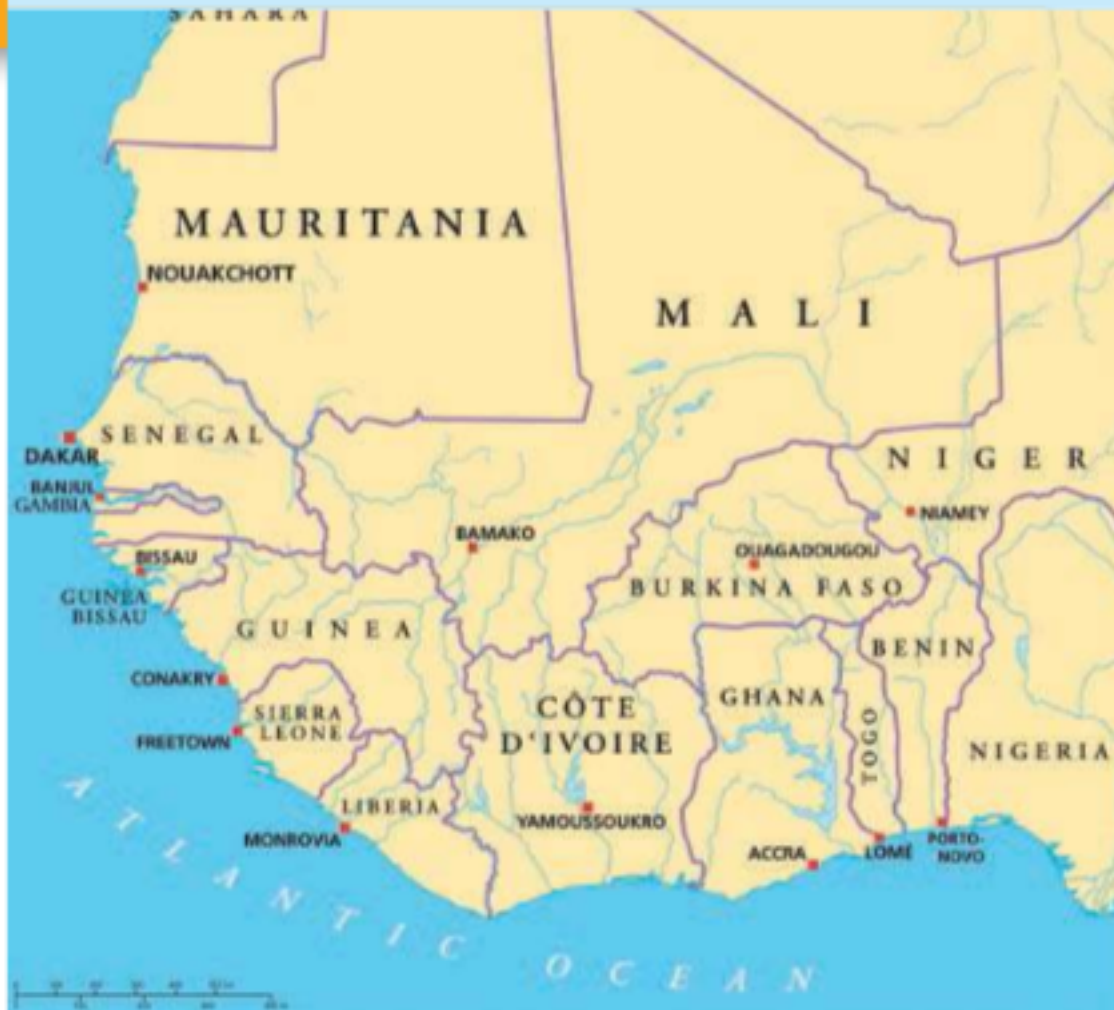 SAHARA
MAURITANIA
NOUAKCHOTT
MALI
SENEGAL
DAKAR
BANJUL
GAMBIA
NIGER
NIAMEY
BAMAKO
OUAGADOUGOU
BURKINA FASO
BISSAU
GUINEA
BISSAU
GUINEA
BENIN
CONAKRY
SIERRA
LEONE
FREETOWN
CÔTE
D'IVOIRE
GHANA
TOGO
NIGERIA
LIBERIA
MONROVIA
YAMOUSSOUKRO
ACCRA
LOMÉ
PORTO-
NOVO
ATLANTIC OCEAN